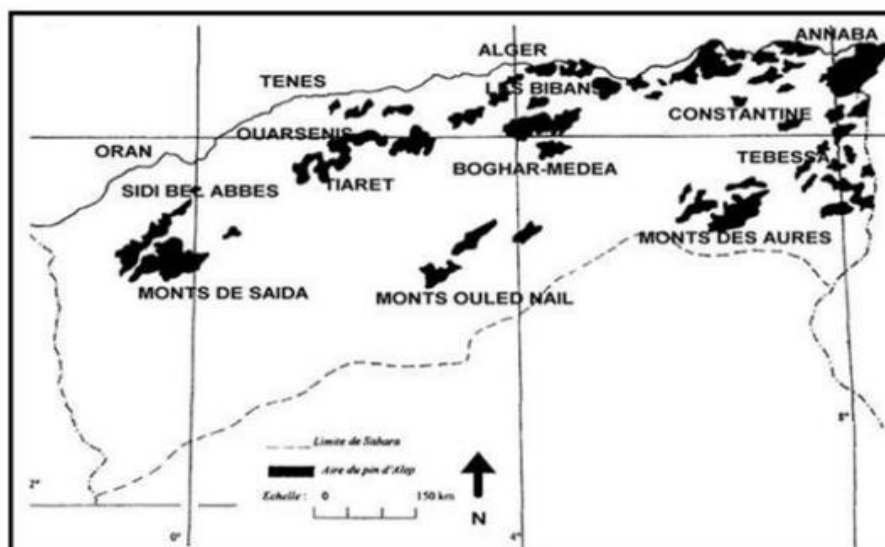 ANNABA
ALGER
TENES
LES BIBANS
CONSTANTINE
OUARSENIS
ORAN
BOGHAR-MEDEA
TEBESSA
SIDI BEL ABBES
TIARET
MONTS DES AURES
MONTS DE SAIDA
MONTS OULED NAIL
8°
Limite de Sahara
Aire du pin d'Alep
2°
Echelle : 0 150 km
N
0°
4°